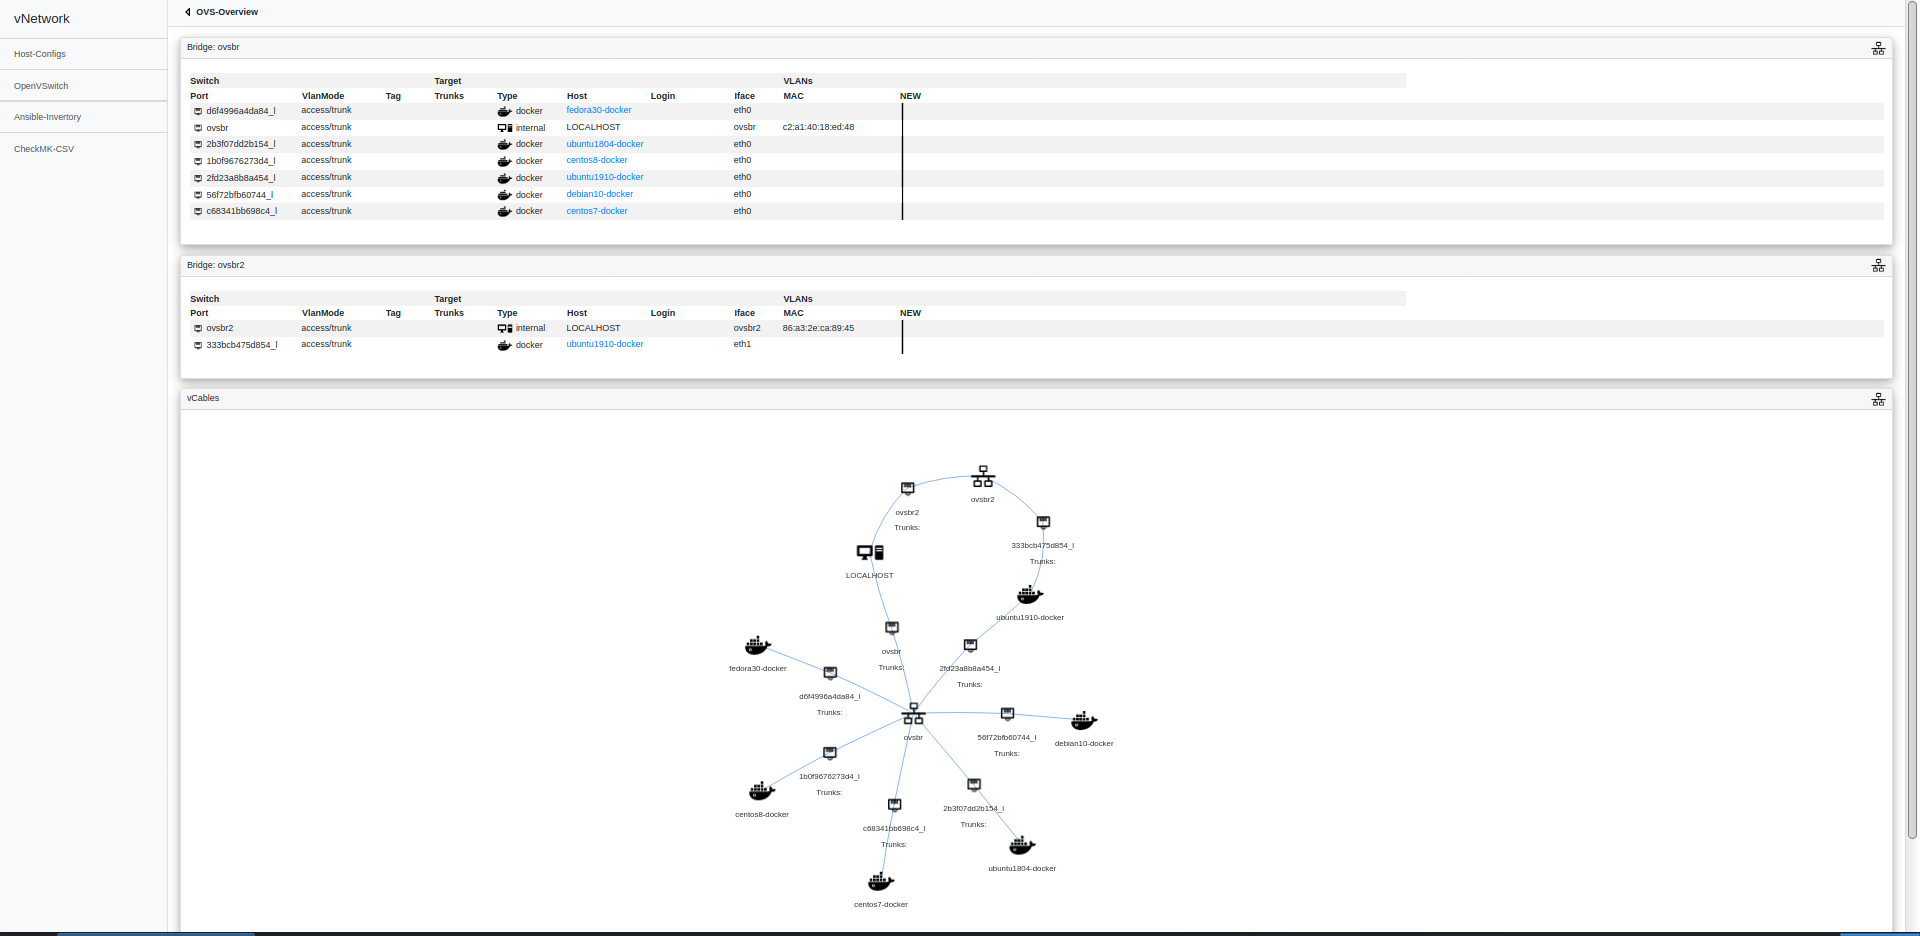 vNetwork
Host-Configs
OpenVSwitch
Ansible-Inventory
CheckMK-CSV
OVS-Overview
Bridge: ovsbr
Switch Target VLANs
Port VlanMode Tag Trunks Type Host Login Iface MAC NEW
d6f4996a4da84_l access/trunk docker fedora30-docker eth0
ovsbr access/trunk internal LOCALHOST ovsbr c2:a1:40:18:ed:48
2b3f07dd2b154_l access/trunk docker ubuntu1804-docker eth0
1b0f9676273d4_l access/trunk docker centos8-docker eth0
2fd23a8b8a454_l access/trunk docker ubuntu1910-docker eth0
56f72bfb60744_l access/trunk docker debian10-docker eth0
c68341bb698c4_l access/trunk docker centos7-docker eth0
Bridge: ovsbr2
Switch Target VLANs
Port VlanMode Tag Trunks Type Host Login Iface MAC NEW
ovsbr2 access/trunk internal LOCALHOST ovsbr2 86:a3:2e:ca:89:45
333bcb475d854_l access/trunk docker ubuntu1910-docker eth1
vCables
ovsbr2
ovsbr2
Trunks:
333bcb475d854_l
Trunks:
LOCALHOST
ubuntu1910-docker
ovsbr
Trunks:
fedora30-docker
2fd23a8b8a454_l
Trunks:
d6f4996a4da84_l
Trunks:
ovsbr
56f72bfb60744_l
Trunks:
debian10-docker
1b0f9676273d4_l
Trunks:
centos8-docker
2b3f07dd2b154_l
Trunks:
c68341bb698c4_l
Trunks:
ubuntu1804-docker
centos7-docker